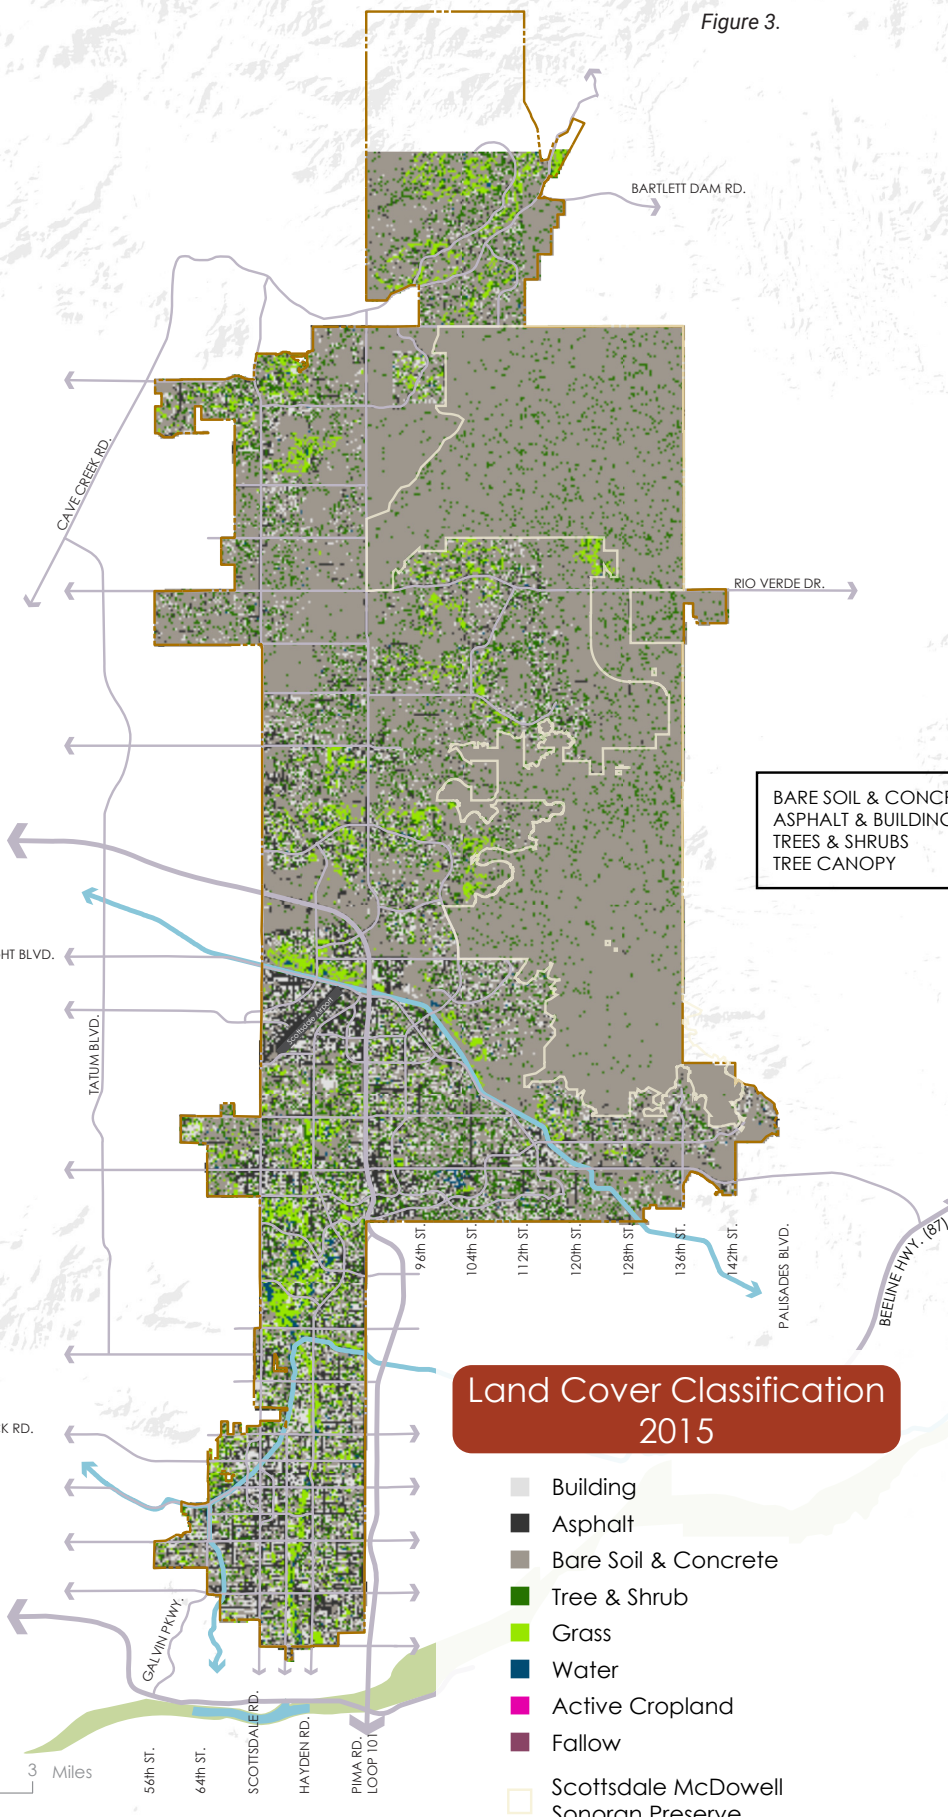 Figure 3.
BARTLETT DAM RD.
CAVE CREEK RD.
RIO VERDE DR.
BARE SOIL & CONCR
ASPHALT & BUILDING
TREES & SHRUBS
TREE CANOPY
HT BLVD.
Scottsdale Airport
TATUM BLVD.
96th ST.
104th ST.
112th ST.
120th ST.
128th ST.
136th ST.
142th ST.
PALISADES BLVD.
BEELINE HWY. (87)
K RD.
Land Cover Classification
2015
Building
Asphalt
Bare Soil & Concrete
Tree & Shrub
Grass
Water
Active Cropland
Fallow
Scottsdale McDowell
Sonoran Preserve
GALVIN PKWY.
3 Miles
56th ST.
64th ST.
SCOTTSDALE RD.
HAYDEN RD.
PIMA RD.
LOOP 101